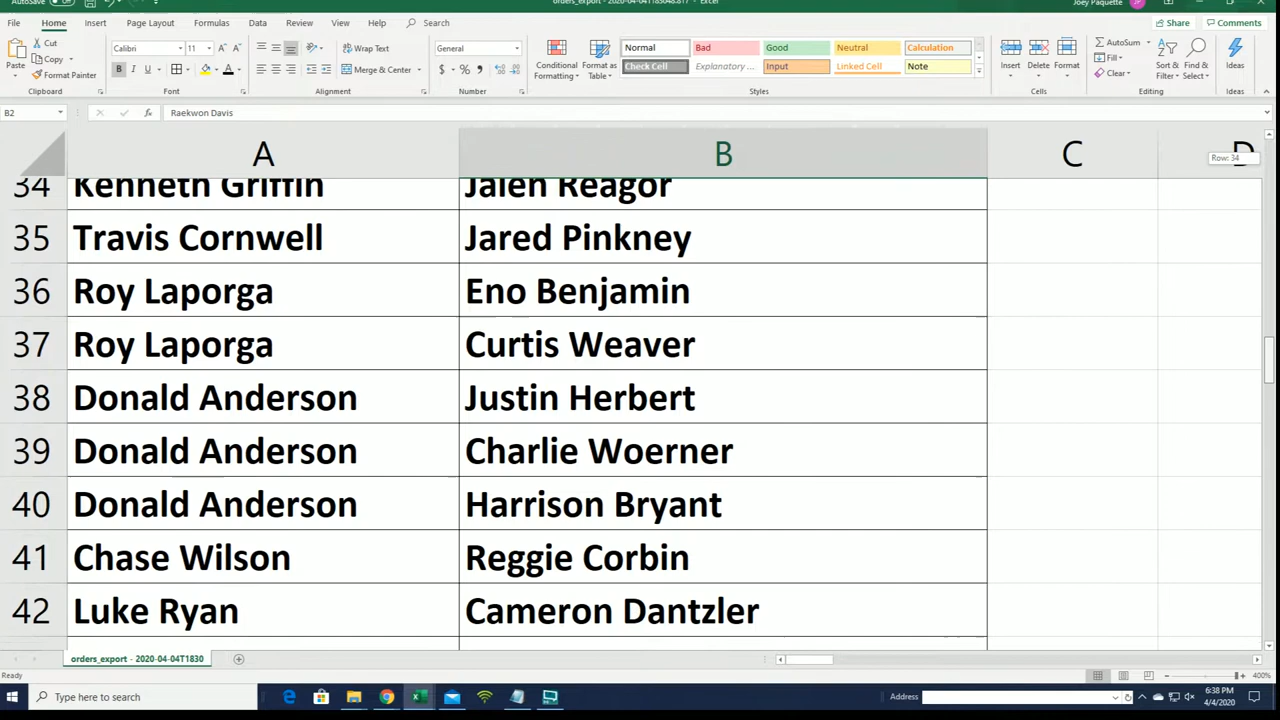 AutoSave
orders_export - 2020-04-04T183048.817 - Excel
Joey Paquette
JP
File Home Insert Page Layout Formulas Data Review View Help Search
Share Comments
Paste
Cut
Copy
Format Painter
Clipboard
Calibri 11
B I U
Font
Wrap Text
Merge & Center
Alignment
General
$ % ,
Number
Conditional Formatting
Format as Table
Normal Bad Good Neutral Calculation
Check Cell Explanatory ... Input Linked Cell Note
Styles
Insert Delete Format
Cells
AutoSum
Fill
Clear
Sort & Filter
Find & Select
Editing
Ideas
Ideas
B2 fx Raekwon Davis
A B C D
Row: 34
34 Kenneth Griffin Jalen Reagor
35 Travis Cornwell Jared Pinkney
36 Roy Laporga Eno Benjamin
37 Roy Laporga Curtis Weaver
38 Donald Anderson Justin Herbert
39 Donald Anderson Charlie Woerner
40 Donald Anderson Harrison Bryant
41 Chase Wilson Reggie Corbin
42 Luke Ryan Cameron Dantzler
orders_export - 2020-04-04T1830
Ready
400%
Type here to search
Address
6:38 PM
4/4/2020